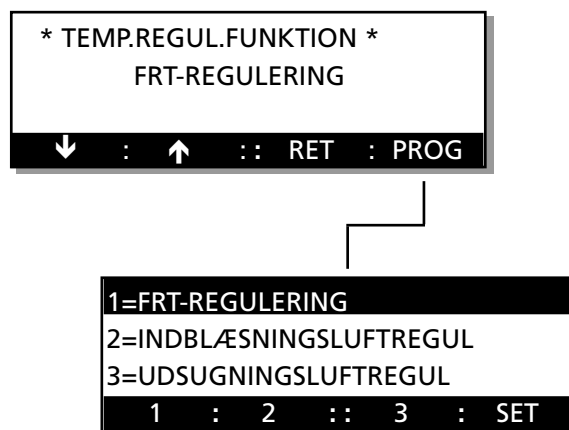 * TEMP.REGUL.FUNKTION *
FRT-REGULERING
↓ : ↑ :: RET : PROG
1=FRT-REGULERING
2=INDBLÆSNINGSLUFTREGUL
3=UDSUGNINGSLUFTREGUL
1 : 2 :: 3 : SET